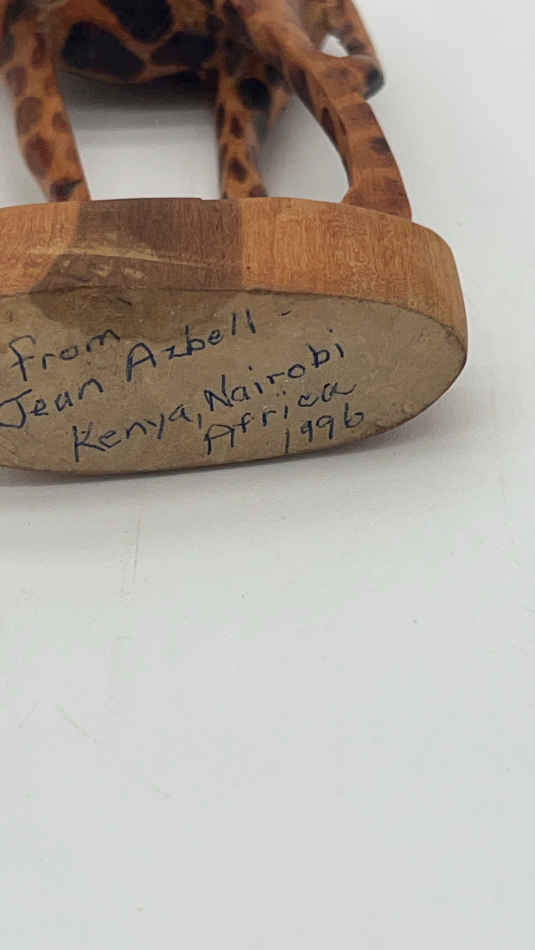 From
Jean Azbell -
Kenya, Nairobi
Africa
1996